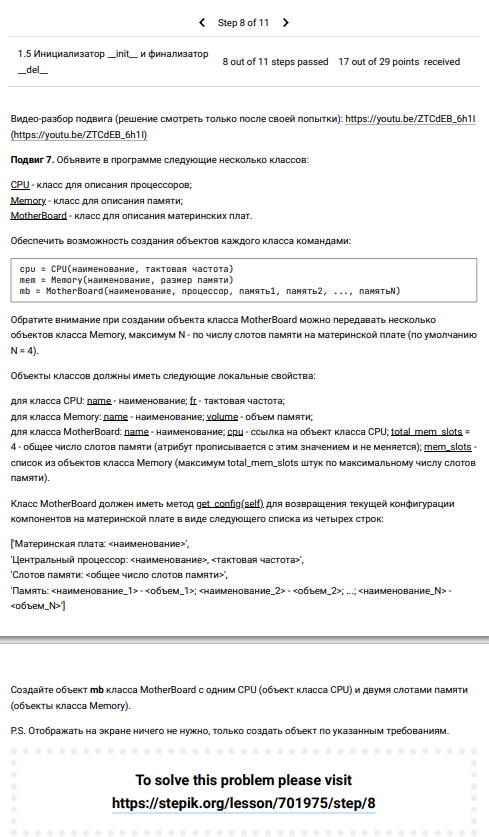 Step 8 of 11
1.5 Инициализатор __init__ и финализатор
__del__
8 out of 11 steps passed 17 out of 29 points received
Видео-разбор подвига (решение смотреть только после своей попытки): https://youtu.be/ZTCdEB_6h1I
(https://youtu.be/ZTCdEB_6h1I)
Подвиг 7. Объявите в программе следующие несколько классов:
CPU - класс для описания процессоров;
Memory - класс для описания памяти;
MotherBoard - класс для описания материнских плат.
Обеспечить возможность создания объектов каждого класса командами:
cpu = CPU(наименование, тактовая частота)
mem = Memory(наименование, размер памяти)
mb = MotherBoard(наименование, процессор, память1, память2, ..., памятьN)
Обратите внимание при создании объекта класса MotherBoard можно передавать несколько
объектов класса Memory, максимум N - по числу слотов памяти на материнской плате (по умолчанию
N = 4).
Объекты классов должны иметь следующие локальные свойства:
для класса CPU: name - наименование; fr - тактовая частота;
для класса Memory: name - наименование; volume - объем памяти;
для класса MotherBoard: name - наименование; cpu - ссылка на объект класса CPU; total_mem_slots =
4 - общее число слотов памяти (атрибут прописывается с этим значением и не меняется); mem_slots -
список из объектов класса Memory (максимум total_mem_slots штук по максимальному числу слотов
памяти).
Класс MotherBoard должен иметь метод get_config(self) для возвращения текущей конфигурации
компонентов на материнской плате в виде следующего списка из четырех строк:
['Материнская плата: <наименование>',
'Центральный процессор: <наименование>, <тактовая частота>',
'Слотов памяти: <общее число слотов памяти>',
'Память: <наименование_1> - <объем_1>; <наименование_2> - <объем_2>; ...; <наименование_N> -
<объем_N>']
Создайте объект mb класса MotherBoard с одним CPU (объект класса CPU) и двумя слотами памяти
(объекты класса Memory).
P.S. Отображать на экране ничего не нужно, только создать объект по указанным требованиям.
To solve this problem please visit
https://stepik.org/lesson/701975/step/8